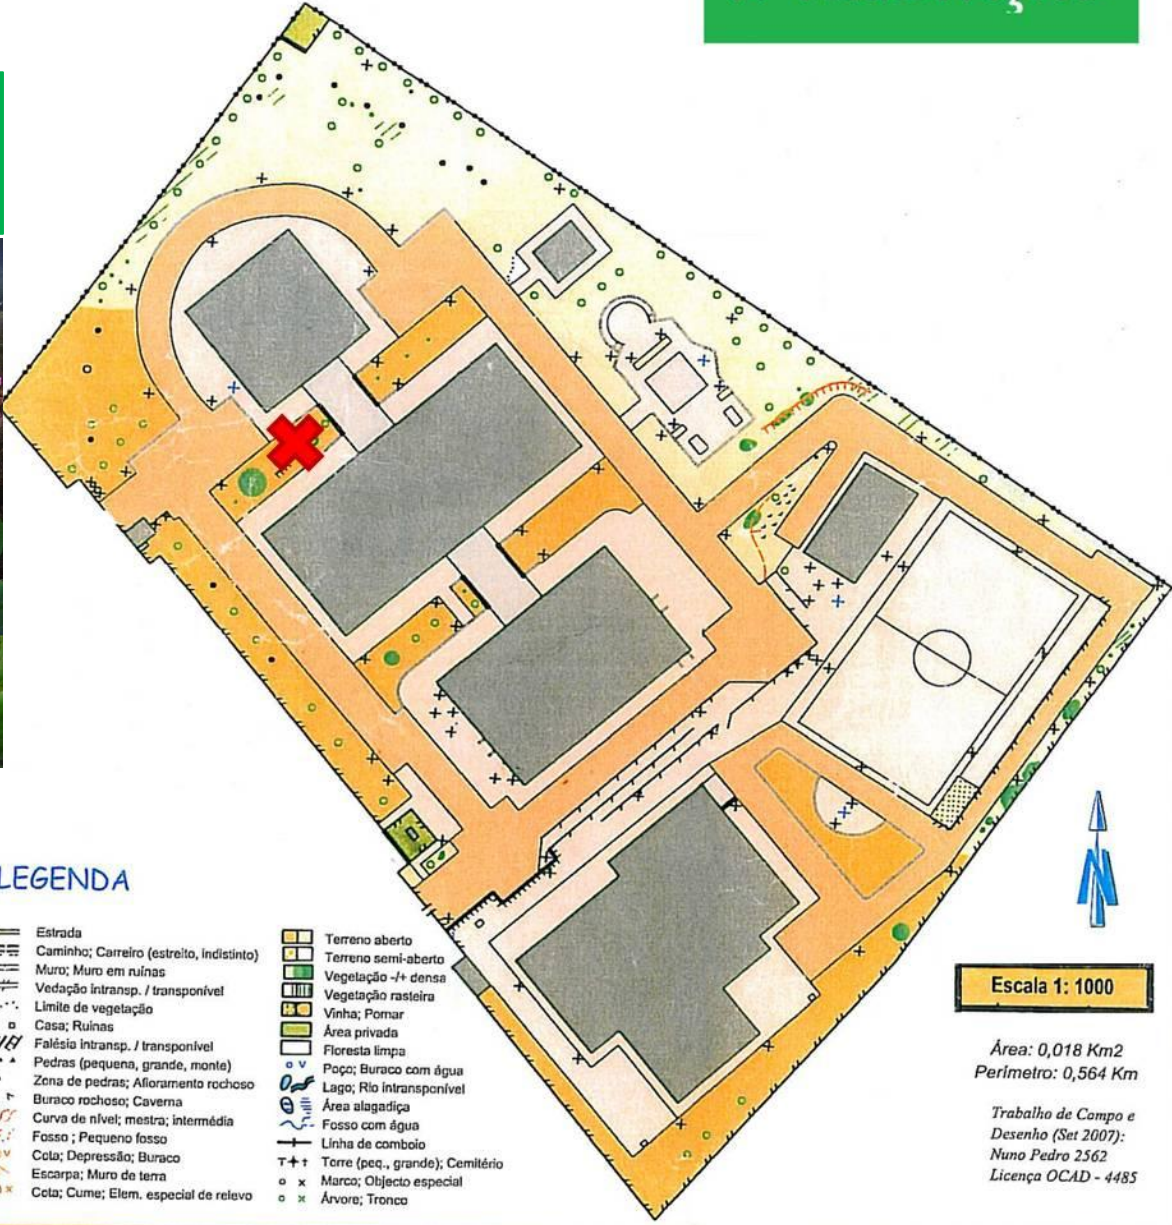 LEGENDA
Estrada
Caminho; Carreiro (estreito, indistinto)
Muro; Muro em ruínas
Vedação intransp. / transponível
Limite de vegetação
Casa; Ruínas
Falésia intransp. / transponível
Pedras (pequena, grande, monte)
Zona de pedras; Afloramento rochoso
Buraco rochoso; Caverna
Curva de nível; mestra; intermédia
Fosso ; Pequeno fosso
Cota; Depressão; Buraco
Escarpa; Muro de terra
Cota; Cume; Elem. especial de relevo
Terreno aberto
Terreno semi-aberto
Vegetação -/+ densa
Vegetação rasteira
Vinha; Pomar
Área privada
Floresta limpa
Poço; Buraco com água
Lago; Rio intransponível
Área alagadiça
Fosso com água
Linha de comboio
Torre (peq., grande); Cemitério
Marco; Objecto especial
Árvore; Tronco
N
Escala 1: 1000
Área: 0,018 Km2
Perímetro: 0,564 Km
Trabalho de Campo e
Desenho (Set 2007):
Nuno Pedro 2562
Licença OCAD - 4485